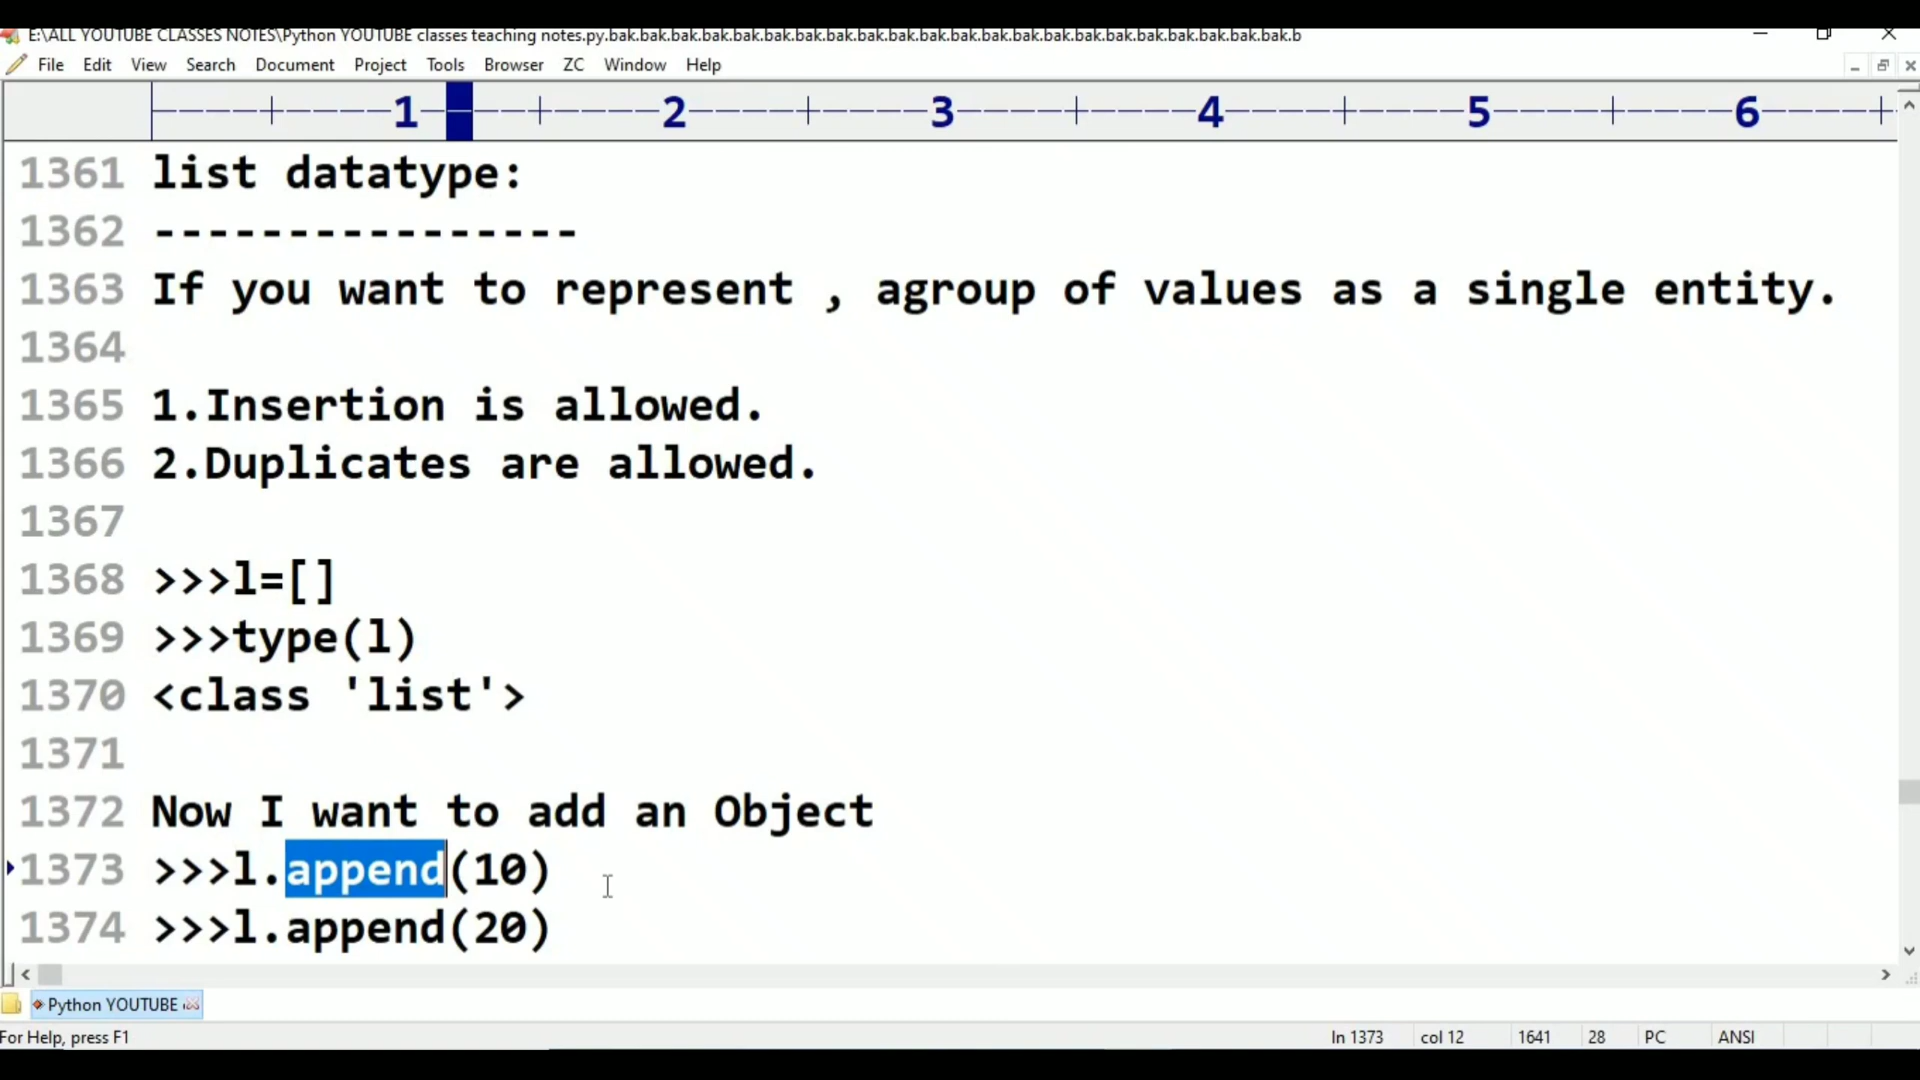 E:\ALL YOUTUBE CLASSES NOTES\Python YOUTUBE classes teaching notes.py.bak.bak.bak.bak.bak.bak.bak.bak.bak.bak.bak.bak.bak.bak.bak.bak.bak.bak.bak.bak.bak.b
File Edit View Search Document Project Tools Browser ZC Window Help
1 2 3 4 5 6
1361 list datatype:
1362 ----------------
1363 If you want to represent , agroup of values as a single entity.
1364
1365 1.Insertion is allowed.
1366 2.Duplicates are allowed.
1367
1368 >>>l=[]
1369 >>>type(l)
1370 <class 'list'>
1371
1372 Now I want to add an Object
1373 >>>l.append(10)
1374 >>>l.append(20)
Python YOUTUBE
For Help, press F1 ln 1373 col 12 1641 28 PC ANSI